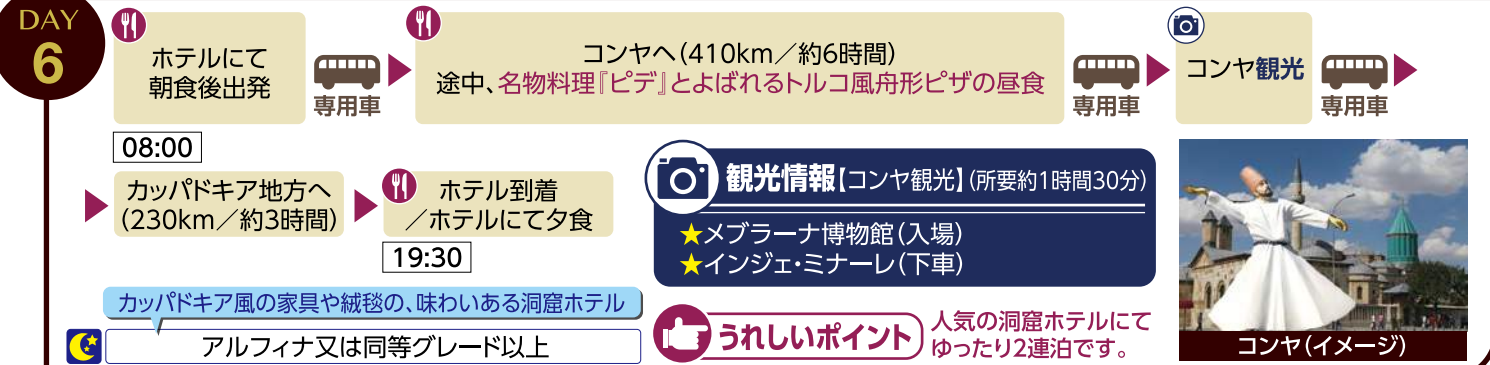 DAY
6
ホテルにて
朝食後出発
専用車
コンヤへ(410km/約6時間)
途中、名物料理『ピデ』とよばれるトルコ風舟形ピザの昼食
専用車
コンヤ観光
専用車
08:00
カッパドキア地方へ
(230km/約3時間)
ホテル到着
/ホテルにて夕食
19:30
観光情報【コンヤ観光】(所要約1時間30分)
★メブラーナ博物館(入場)
★インジェ・ミナーレ(下車)
カッパドキア風の家具や絨毯の、味わいある洞窟ホテル
アルフィナ又は同等グレード以上
うれしいポイント
人気の洞窟ホテルにて
ゆったり2連泊です。
コンヤ(イメージ)